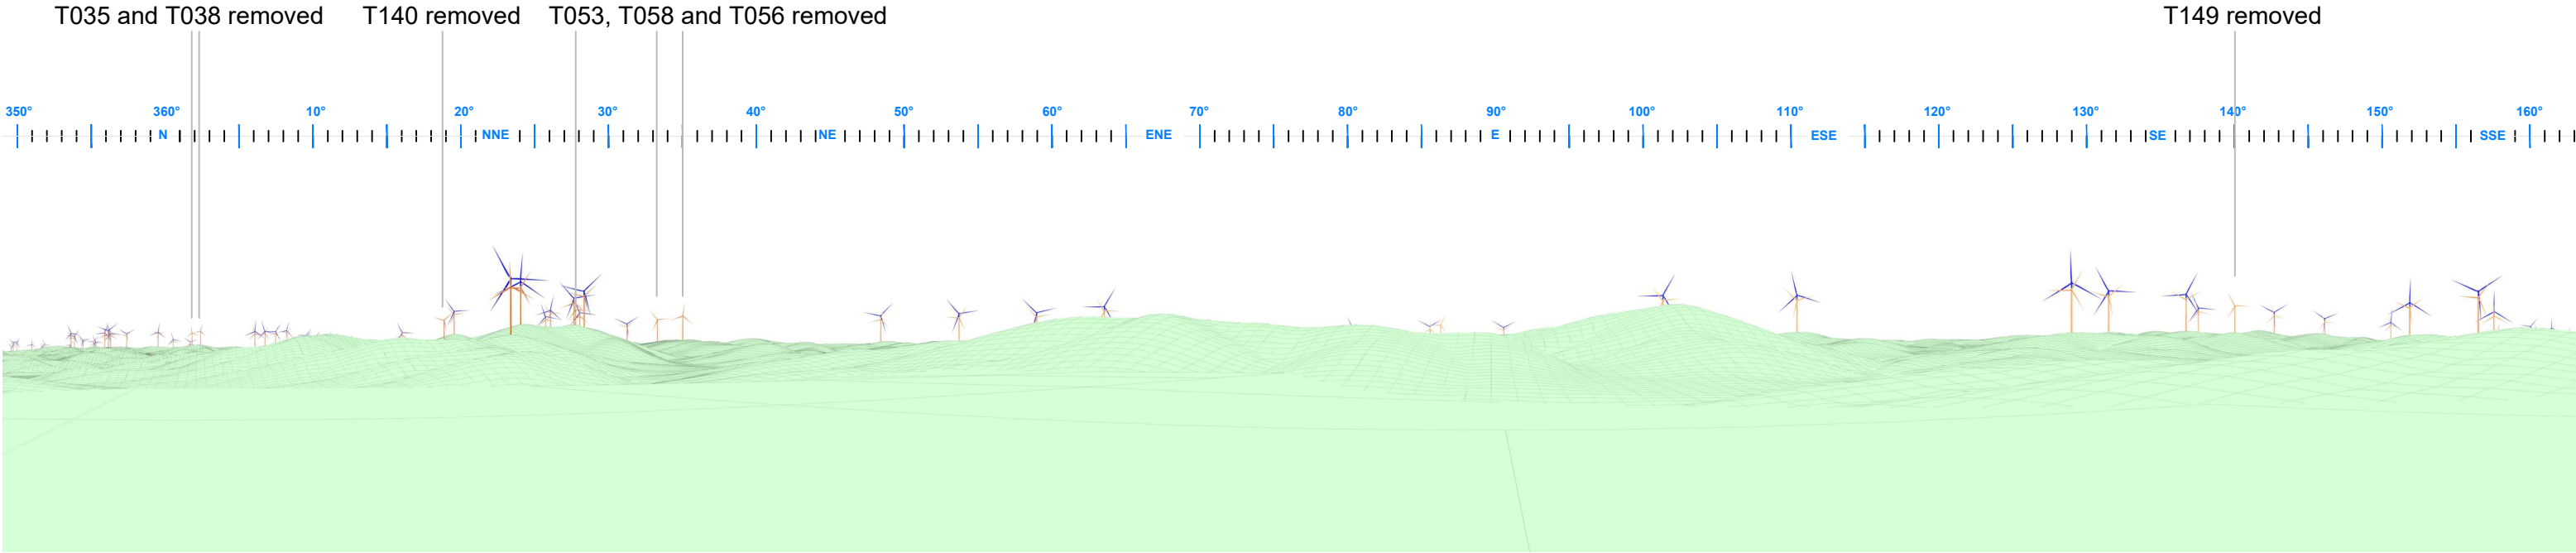 T035 and T038 removed T140 removed T053, T058 and T056 removed T149 removed
350° 360° 10° 20° 30° 40° 50° 60° 70° 80° 90° 100° 110° 120° 130° 140° 150° 160°
N NNE NE ENE E ESE SE SSE